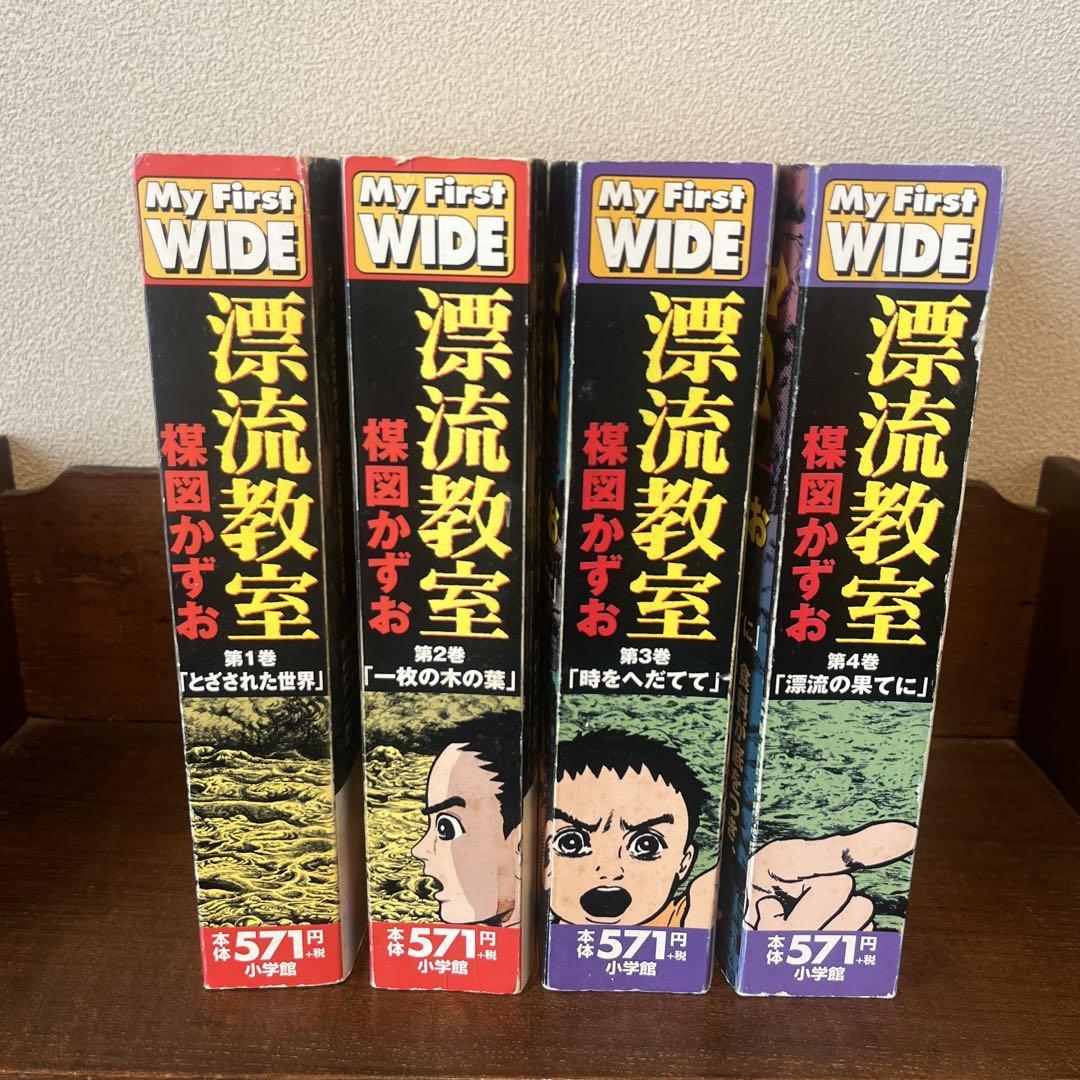 My First
WIDE
漂流教室
楳図かずお
第1巻
「とざされた世界」
本体571円+税
小学館
My First
WIDE
漂流教室
楳図かずお
第2巻
「一枚の木の葉」
本体571円+税
小学館
My First
WIDE
漂流教室
楳図かずお
第3巻
「時をへだてて」
本体571円+税
小学館
My First
WIDE
漂流教室
楳図かずお
第4巻
「漂流の果てに」
本体571円+税
小学館